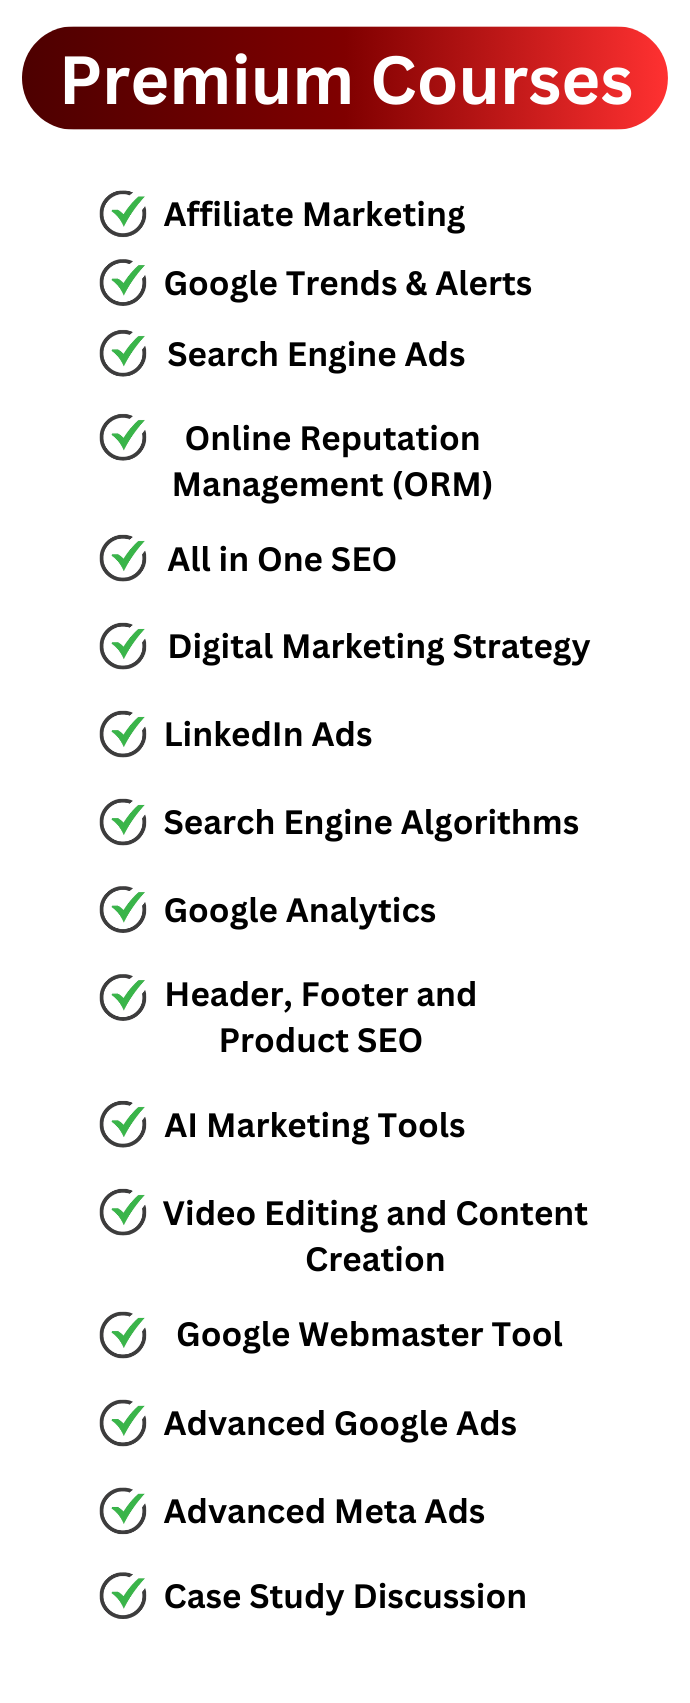 Premium Courses
Affiliate Marketing
Google Trends & Alerts
Search Engine Ads
Online Reputation
Management (ORM)
All in One SEO
Digital Marketing Strategy
LinkedIn Ads
Search Engine Algorithms
Google Analytics
Header, Footer and
Product SEO
AI Marketing Tools
Video Editing and Content
Creation
Google Webmaster Tool
Advanced Google Ads
Advanced Meta Ads
Case Study Discussion